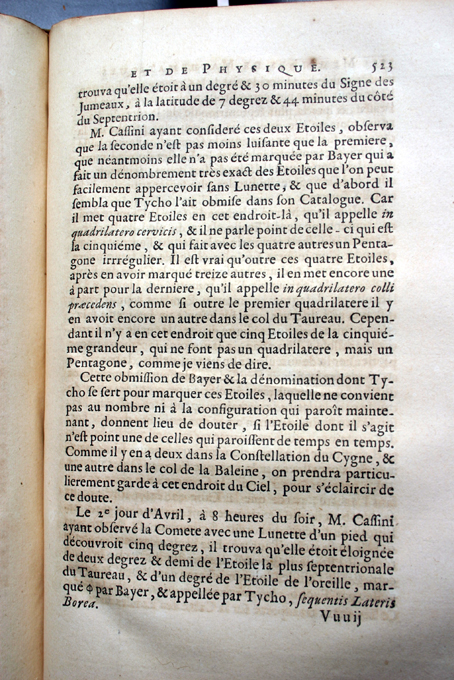 ET DE PHYSIQUE. 523
trouva qu'elle étoit à un degré & 30 minutes du Signe des
Jumeaux, à la latitude de 7 degrez & 44 minutes du côté
du Septentrion.
M. Cassini ayant consideré ces deux Etoiles, observa
que la seconde n'est pas moins luisante que la premiere,
que néantmoins elle n'a pas été marquée par Bayer qui a
fait un dénombrement très exact des Etoiles que l'on peut
facilement appercevoir sans Lunette, & que d'abord il
sembla que Tycho l'ait obmise dans son Catalogue. Car
il met quatre Etoiles en cet endroit-là, qu'il appelle in
quadrilatero cervicis, & il ne parle point de celle-ci qui est
la cinquiéme, & qui fait avec les quatre autres un Penta-
gone irrrégulier. Il est vrai qu'outre ces quatre Etoiles,
après en avoir marqué treize autres, il en met encore une
à part pour la derniere, qu'il appelle in quadrilatero colli
præcedens, comme si outre le premier quadrilatere il y
en avoit encore un autre dans le col du Taureau. Cepen-
dant il n'y a en cet endroit que cinq Etoiles de la cinquié-
me grandeur, qui ne font pas un quadrilatere, mais un
Pentagone, comme je viens de dire.
Cette obmission de Bayer & la dénomination dont Ty-
cho se sert pour marquer ces Etoiles, laquelle ne convient
pas au nombre ni à la configuration qui paroît mainte-
nant, donnent lieu de douter, si l'Etoile dont il s'agit
n'est point une de celles qui paroissent de temps en temps.
Comme il y en a deux dans la Constellation du Cygne, &
une autre dans le col de la Baleine, on prendra particu-
lierement garde à cet endroit du Ciel, pour s'éclaircir de
ce doute.
Le 2e jour d'Avril, à 8 heures du soir, M. Cassini
ayant observé la Comete avec une Lunette d'un pied qui
découvroit cinq degrez, il trouva qu'elle étoit éloignée
de deux degrez & demi de l'Etoile la plus septentrionale
du Taureau, & d'un degré de l'Etoile de l'oreille, mar-
qué Φ par Bayer, & appellée par Tycho, sequentis Lateris
Borea.
Vuuij